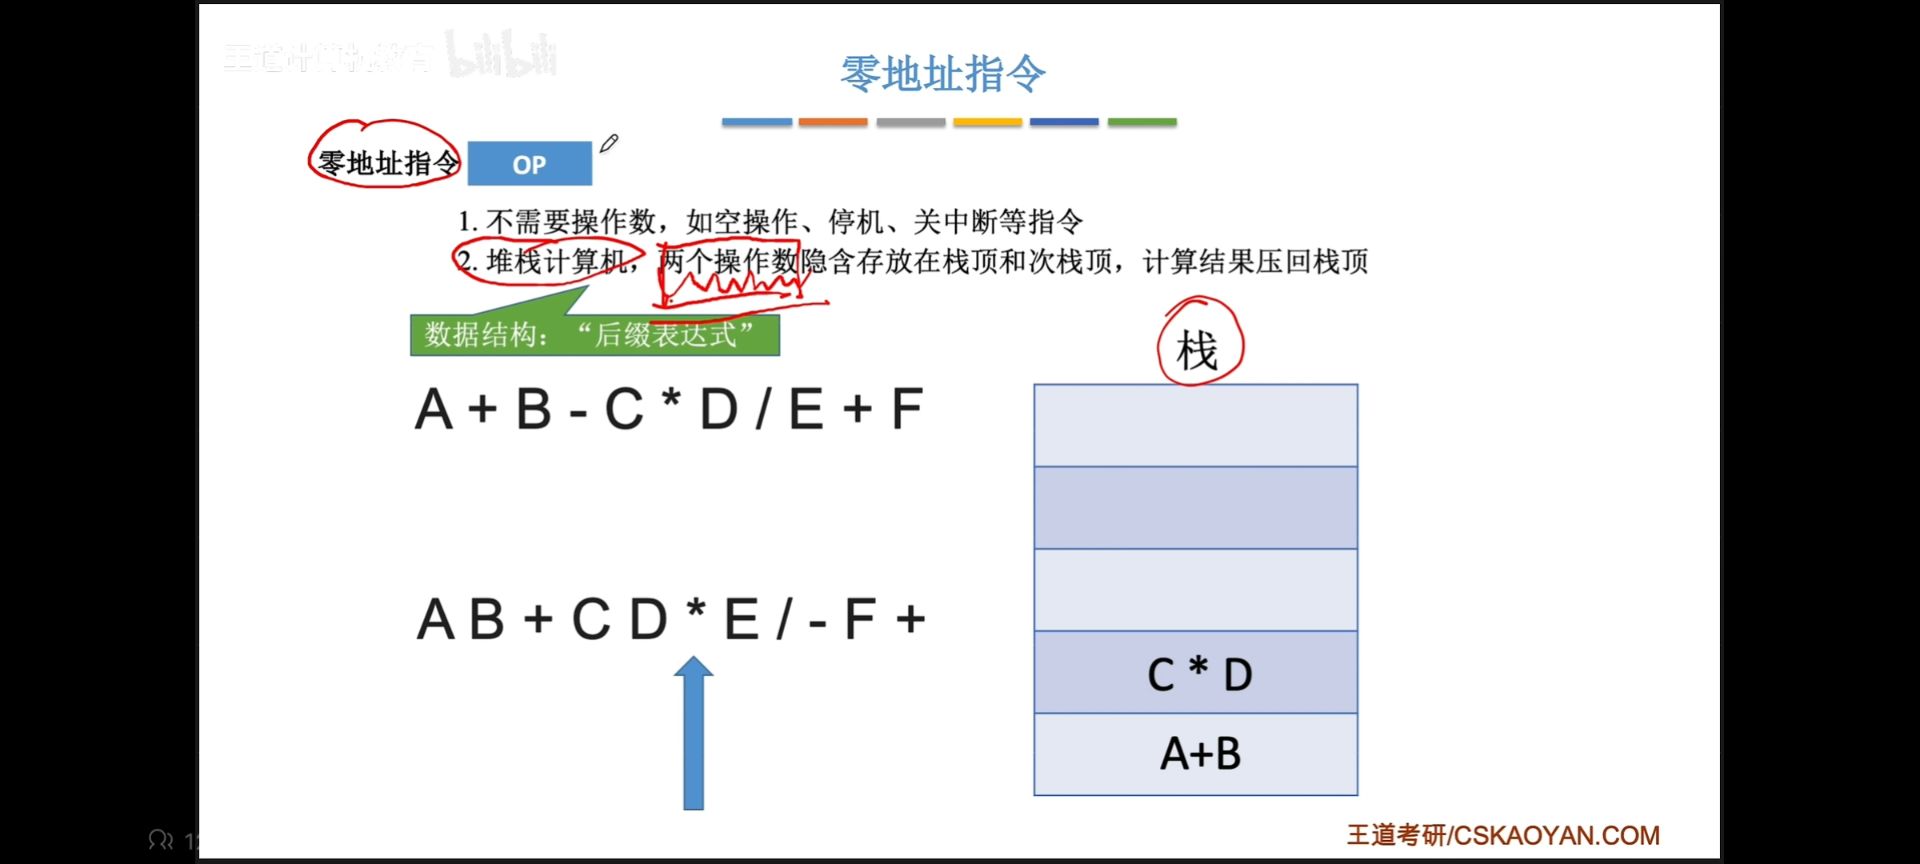 王道计算机教育 bilibili
零地址指令
零地址指令 OP
1. 不需要操作数，如空操作、停机、关中断等指令
2. 堆栈计算机，两个操作数隐含存放在栈顶和次栈顶，计算结果压回栈顶
数据结构：“后缀表达式”
栈
A + B - C * D / E + F
A B + C D * E / - F +
C * D
A+B
王道考研/CSKAOYAN.COM